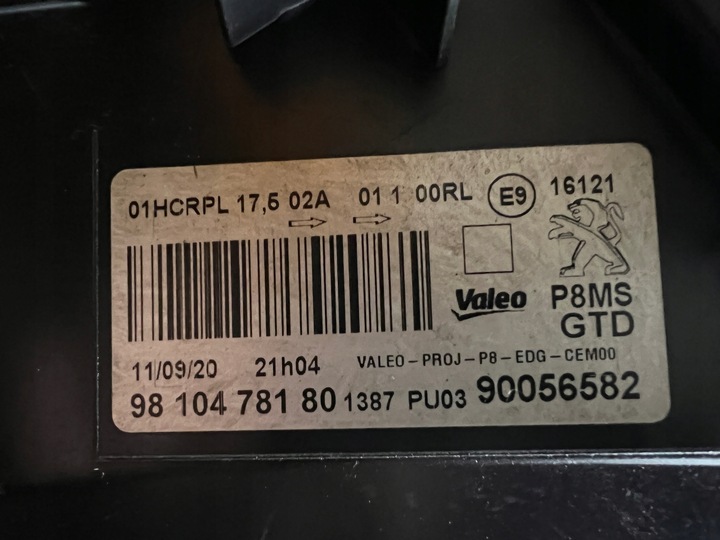 01HCRPL 17,5 02A 01 1 00RL E9 16121
Valeo P8MS
GTD
11/09/20 21h04 VALEO-PROJ-P8-EDG-CEM00
98 104 781 80 1387 PU03 90056582